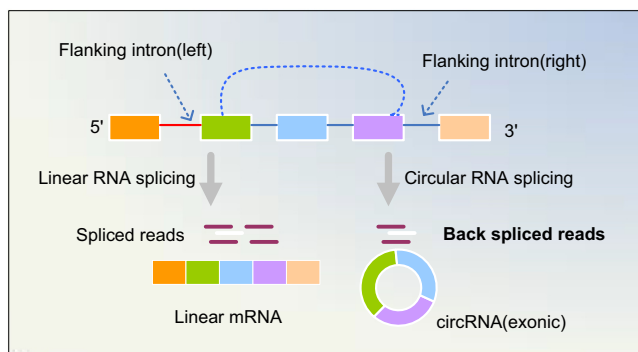 Flanking intron(left)
Flanking intron(right)
5'
3'
Linear RNA splicing
Circular RNA splicing
Spliced reads
Back spliced reads
Linear mRNA
circRNA(exonic)